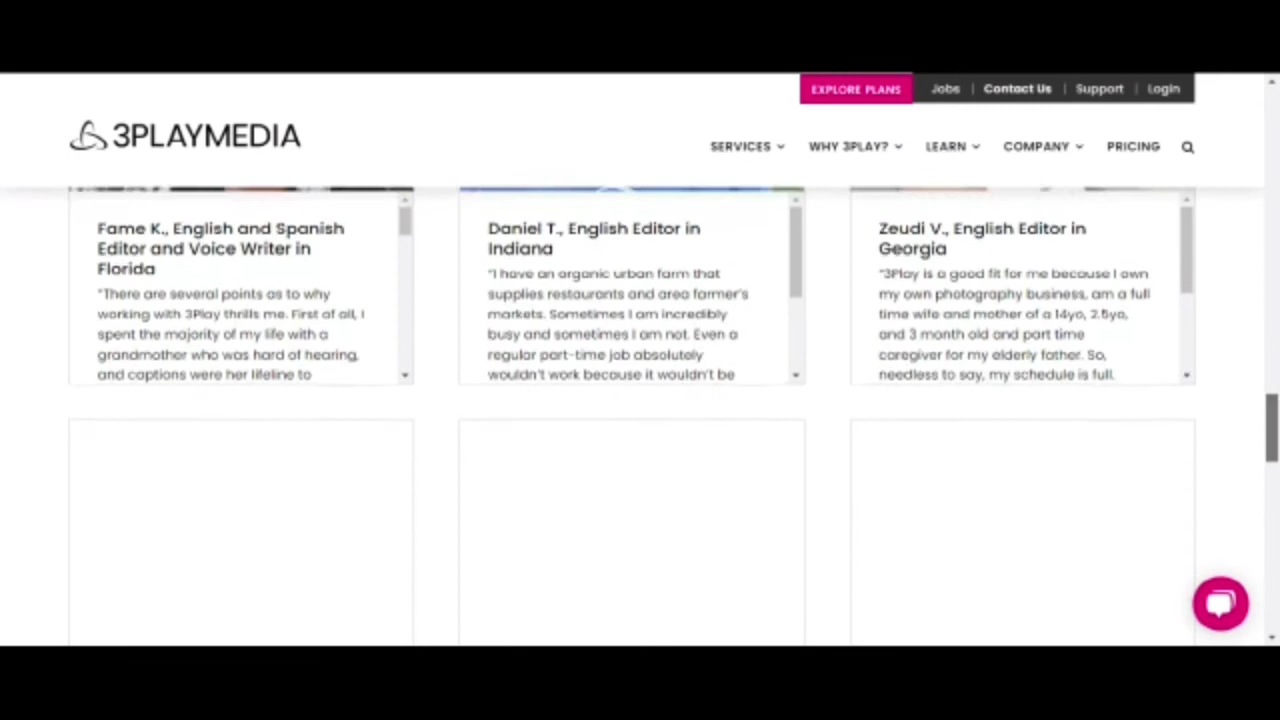 EXPLORE PLANS Jobs | Contact Us | Support | Login
3PLAYMEDIA
SERVICES WHY 3PLAY? LEARN COMPANY PRICING
Fame K., English and Spanish
Editor and Voice Writer in
Florida
"There are several points as to why
working with 3Play thrills me. First of all, I
spent the majority of my life with a
grandmother who was hard of hearing,
and captions were her lifeline to
Daniel T., English Editor in
Indiana
"I have an organic urban farm that
supplies restaurants and area farmer's
markets. Sometimes I am incredibly
busy and sometimes I am not. Even a
regular part-time job absolutely
wouldn't work because it wouldn't be
Zeudi V., English Editor in
Georgia
"3Play is a good fit for me because I own
my own photography business, am a full
time wife and mother of a 14yo, 2.5yo,
and 3 month old and part time
caregiver for my elderly father. So,
needless to say, my schedule is full.